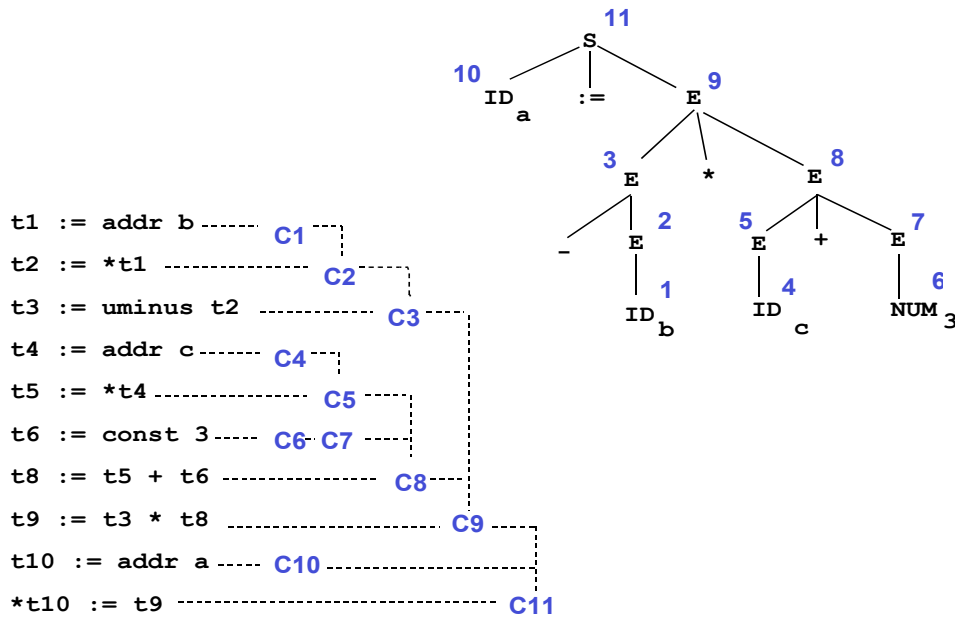 11
S
10
9
ID a := E
3
8
E * E
t1 := addr b C1
2
5
7
- E E + E
t2 := *t1 C2
1
4
6
t3 := uminus t2 C3
ID b ID c NUM 3
t4 := addr c C4
t5 := *t4 C5
t6 := const 3 C6 C7
t8 := t5 + t6 C8
t9 := t3 * t8 C9
t10 := addr a C10
*t10 := t9 C11